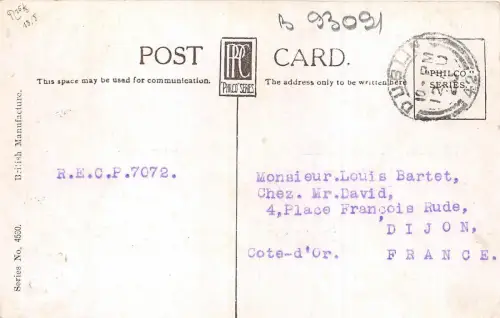 B 93091
POST CARD.
PPC
PHILCO SERIES
This space may be used for communication.
The address only to be written here
DUBLIN
PHILCO
SERIES.
R.E.C.P.7072.
Monsieur.Louis Bartet,
Chez. Mr.David,
4,Place François Rude,
DIJON,
Cote-d'Or. FRANCE.
British Manufacture.
Series No. 4530.